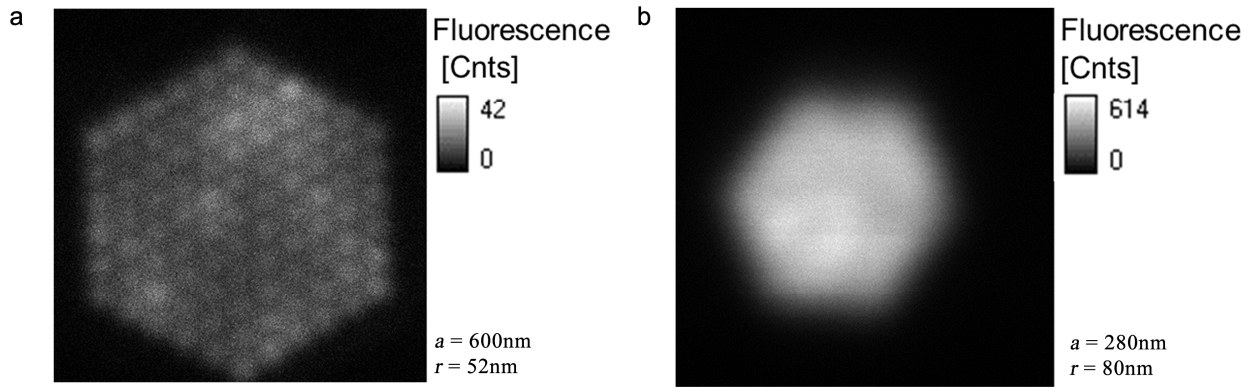 a
Fluorescence
[Cnts]
42
0
a = 600nm
r = 52nm
b
Fluorescence
[Cnts]
614
0
a = 280nm
r = 80nm